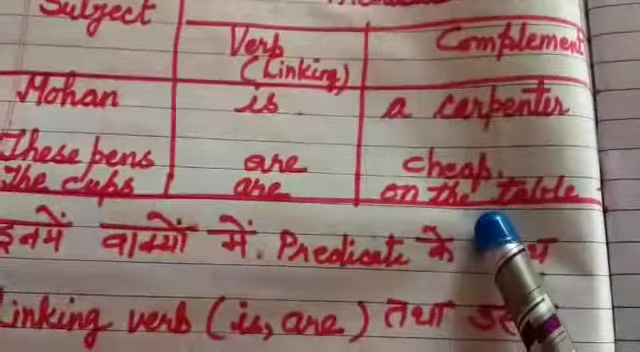 Subject
Verb (Linking) Complement
Mohan is a carpenter
These pens are cheap.
The cups are on the table
इनमें वाक्यों में. Predicate के
Linking verb (is, are) तथा